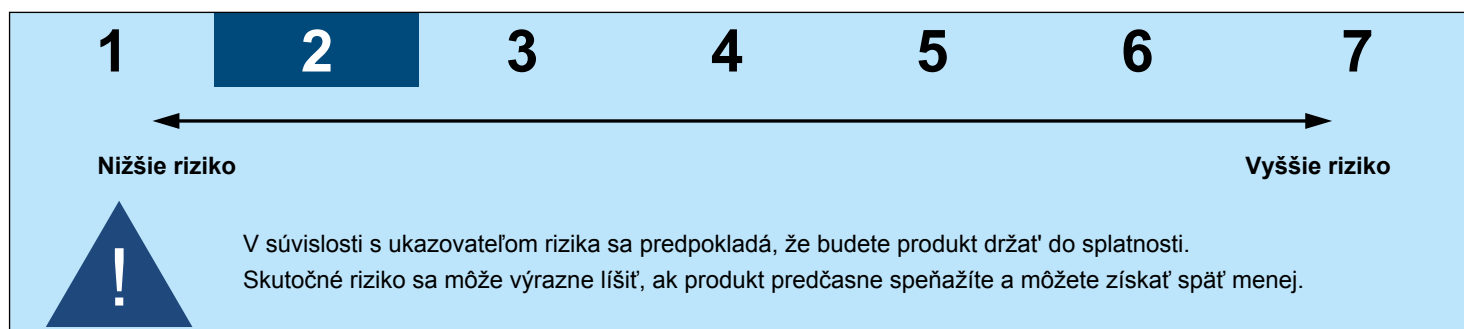 1 2 3 4 5 6 7
Nižšie riziko Vyššie riziko
!
V súvislosti s ukazovateľom rizika sa predpokladá, že budete produkt držat' do splatnosti.
Skutočné riziko sa môže výrazne líšiť, ak produkt predčasne speňažíte a môžete získať späť menej.